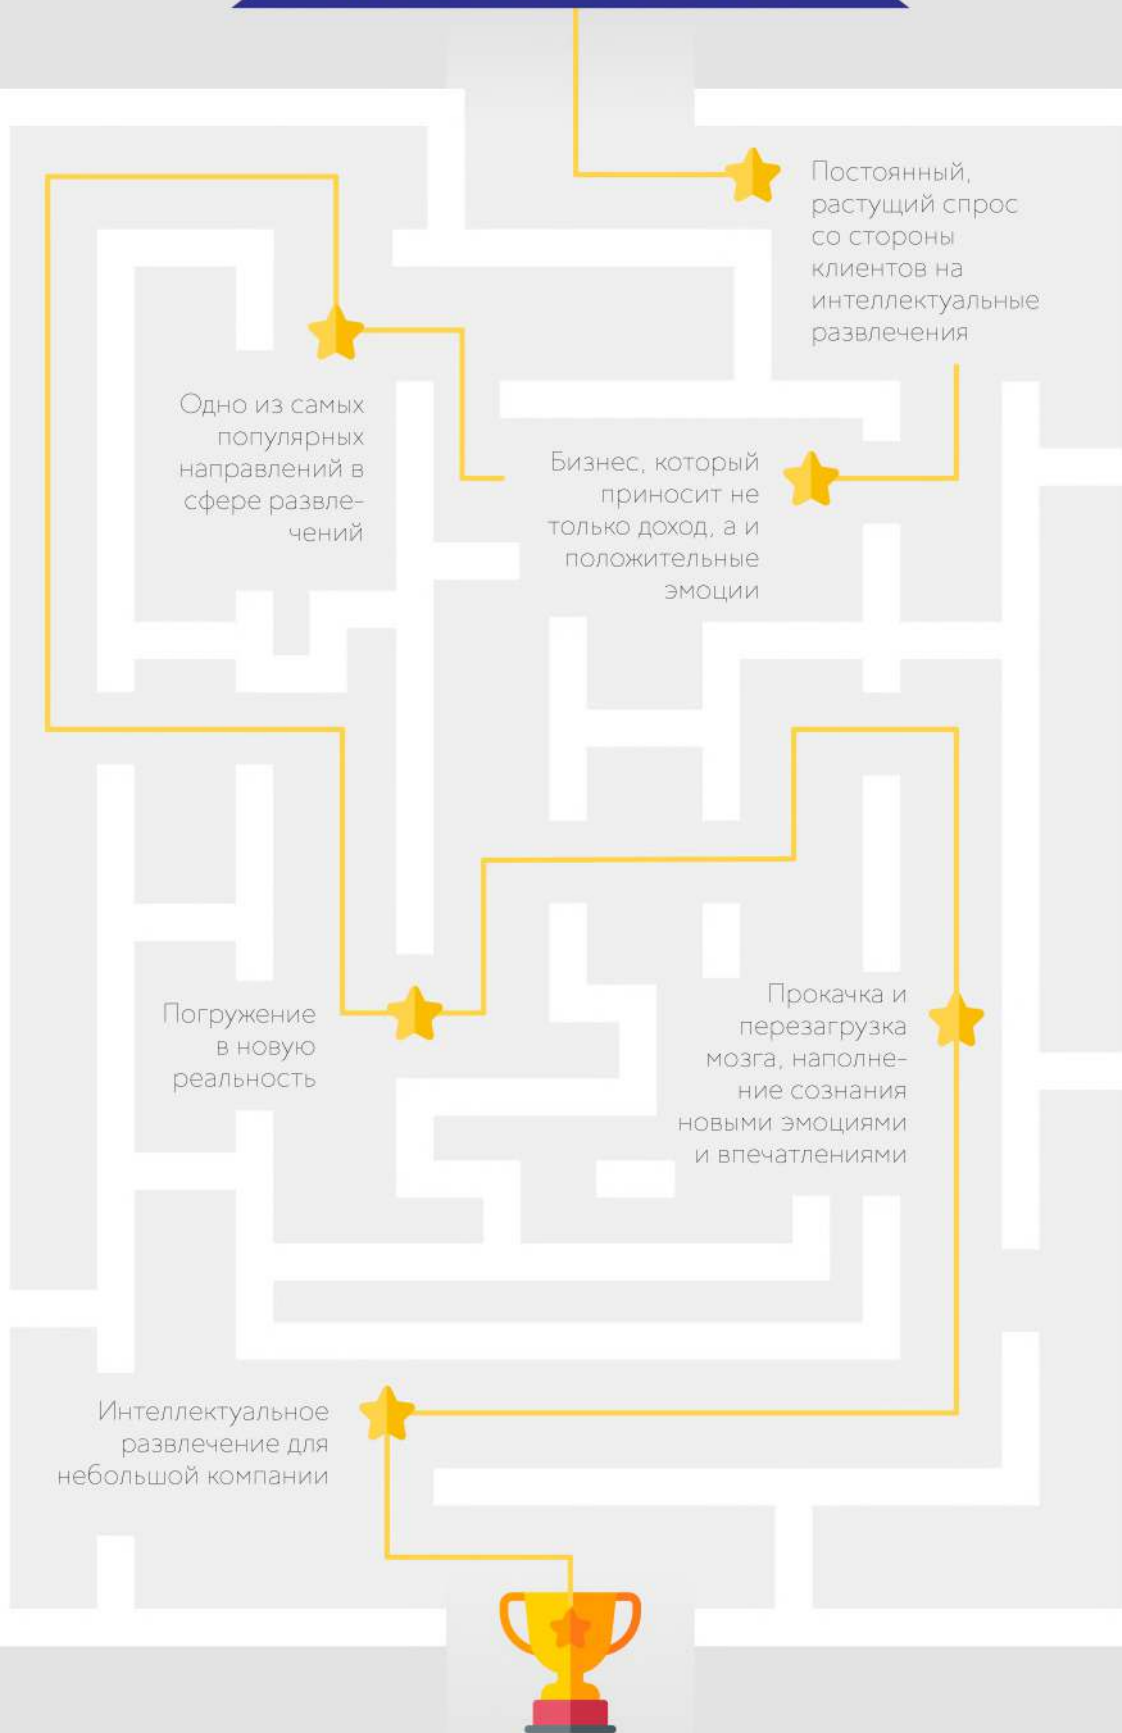 Постоянный,
растущий спрос
со стороны
клиентов на
интеллектуальные
развлечения
Одно из самых
популярных
направлений в
сфере развле-
чений
Бизнес, который
приносит не
только доход, а и
положительные
эмоции
Погружение
в новую
реальность
Прокачка и
перезагрузка
мозга, наполне-
ние сознания
новыми эмоциями
и впечатлениями
Интеллектуальное
развлечение для
небольшой компании